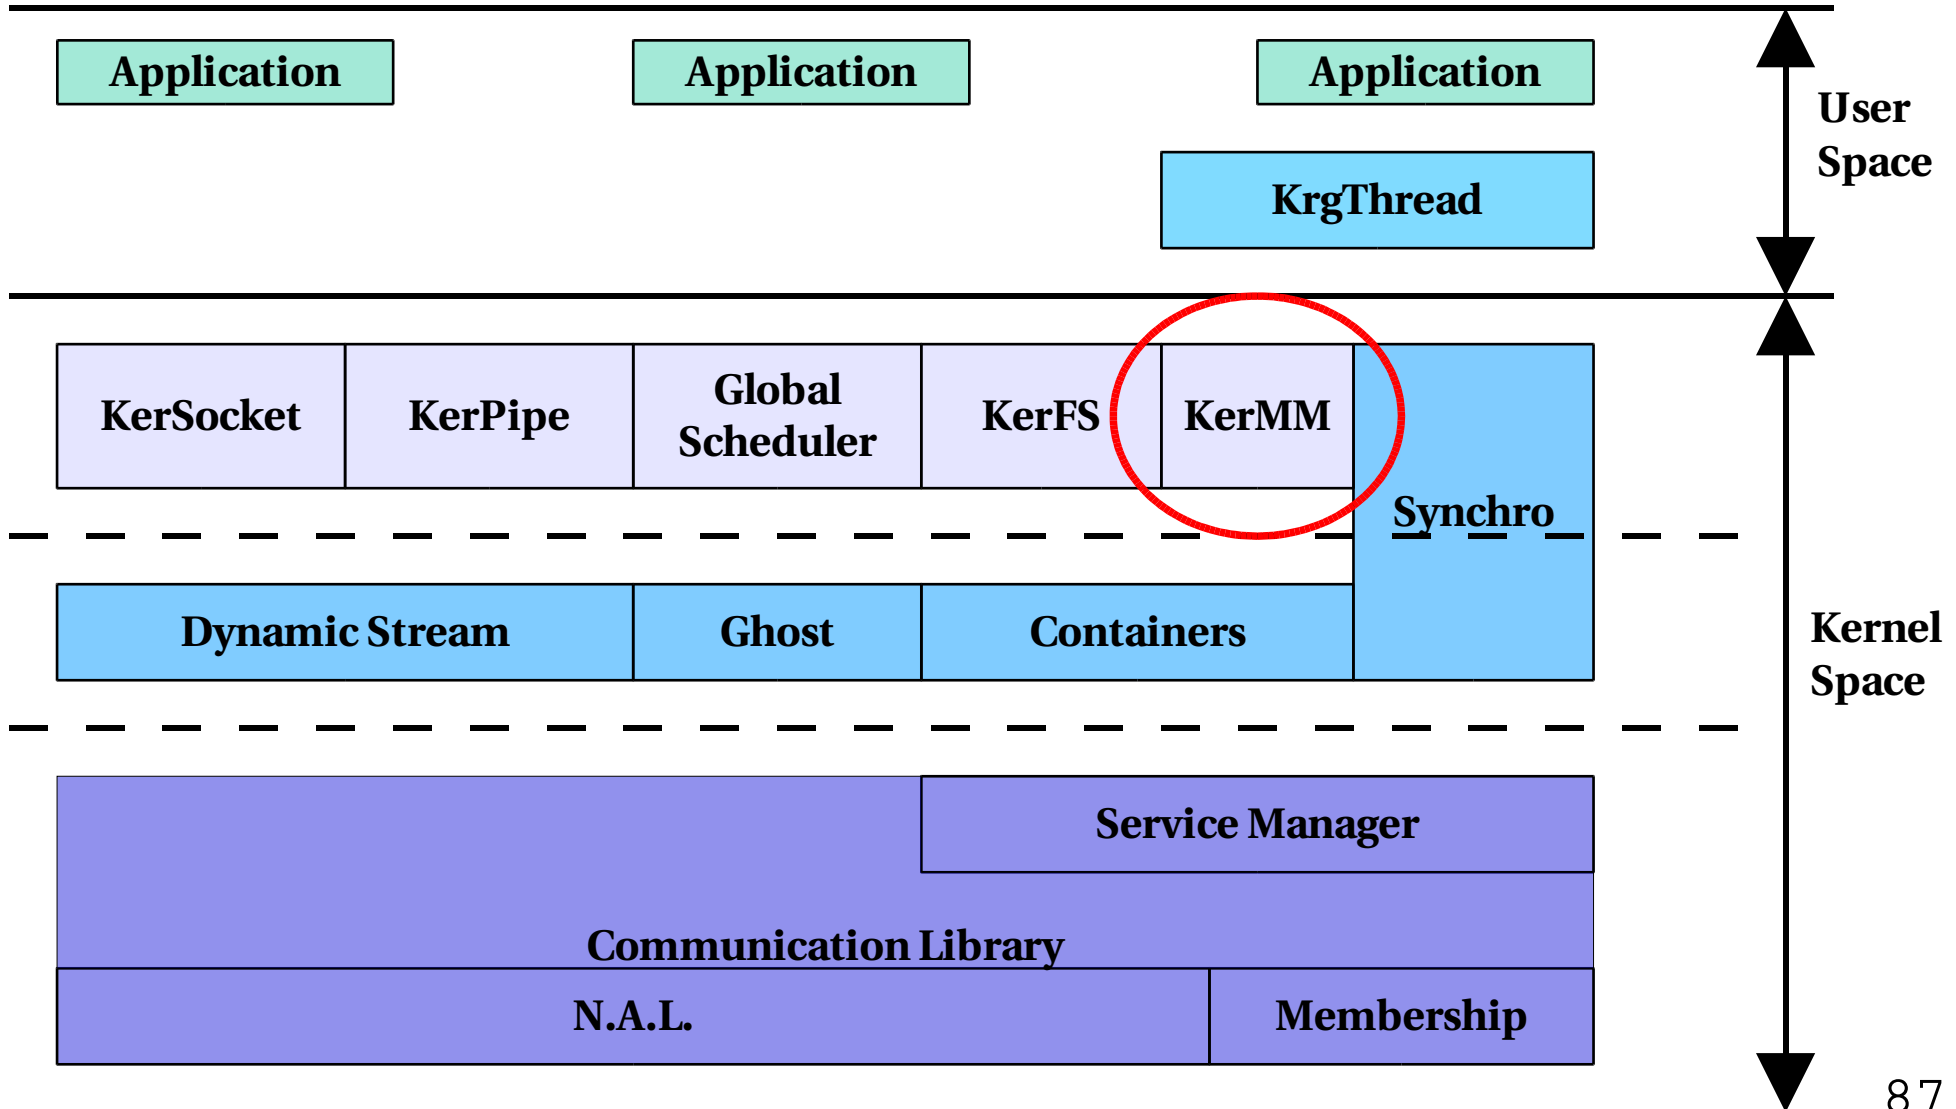 Application
Application
Application
User
Space
KrgThread
KerSocket
KerPipe
Global
Scheduler
KerFS
KerMM
Synchro
Dynamic Stream
Ghost
Containers
Kernel
Space
Service Manager
Communication Library
N.A.L.
Membership
87